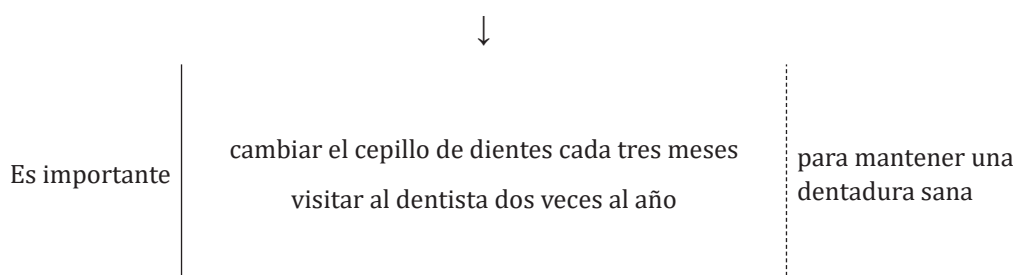 ↓
cambiar el cepillo de dientes cada tres meses
Es importante
visitar al dentista dos veces al año
para mantener una
dentadura sana